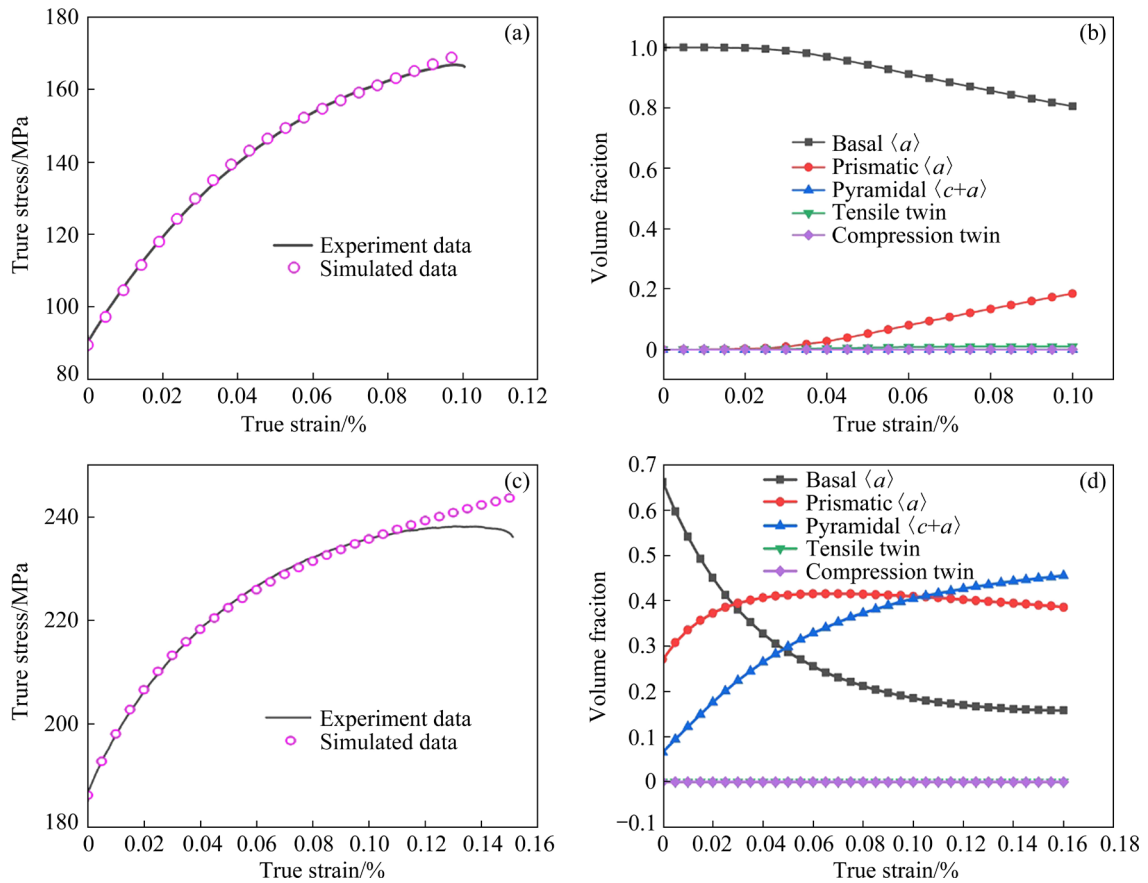 180
160
140
120
100
80
0
0.02
0.04
0.06
0.08
0.10
0.12
Trure stress/MPa
True strain/%
(a)
Experiment data
Simulated data
1.0
0.8
0.6
0.4
0.2
0
0
0.02
0.04
0.06
0.08
0.10
Volume fraciton
True strain/%
(b)
Basal ⟨a⟩
Prismatic ⟨a⟩
Pyramidal ⟨c+a⟩
Tensile twin
Compression twin
240
220
200
180
0
0.02
0.04
0.06
0.08
0.10
0.12
0.14
0.16
Trure stress/MPa
True strain/%
(c)
Experiment data
Simulated data
0.7
0.6
0.5
0.4
0.3
0.2
0.1
0
−0.1
0
0.02
0.04
0.06
0.08
0.10
0.12
0.14
0.16
0.18
Volume fraciton
True strain/%
(d)
Basal ⟨a⟩
Prismatic ⟨a⟩
Pyramidal ⟨c+a⟩
Tensile twin
Compression twin